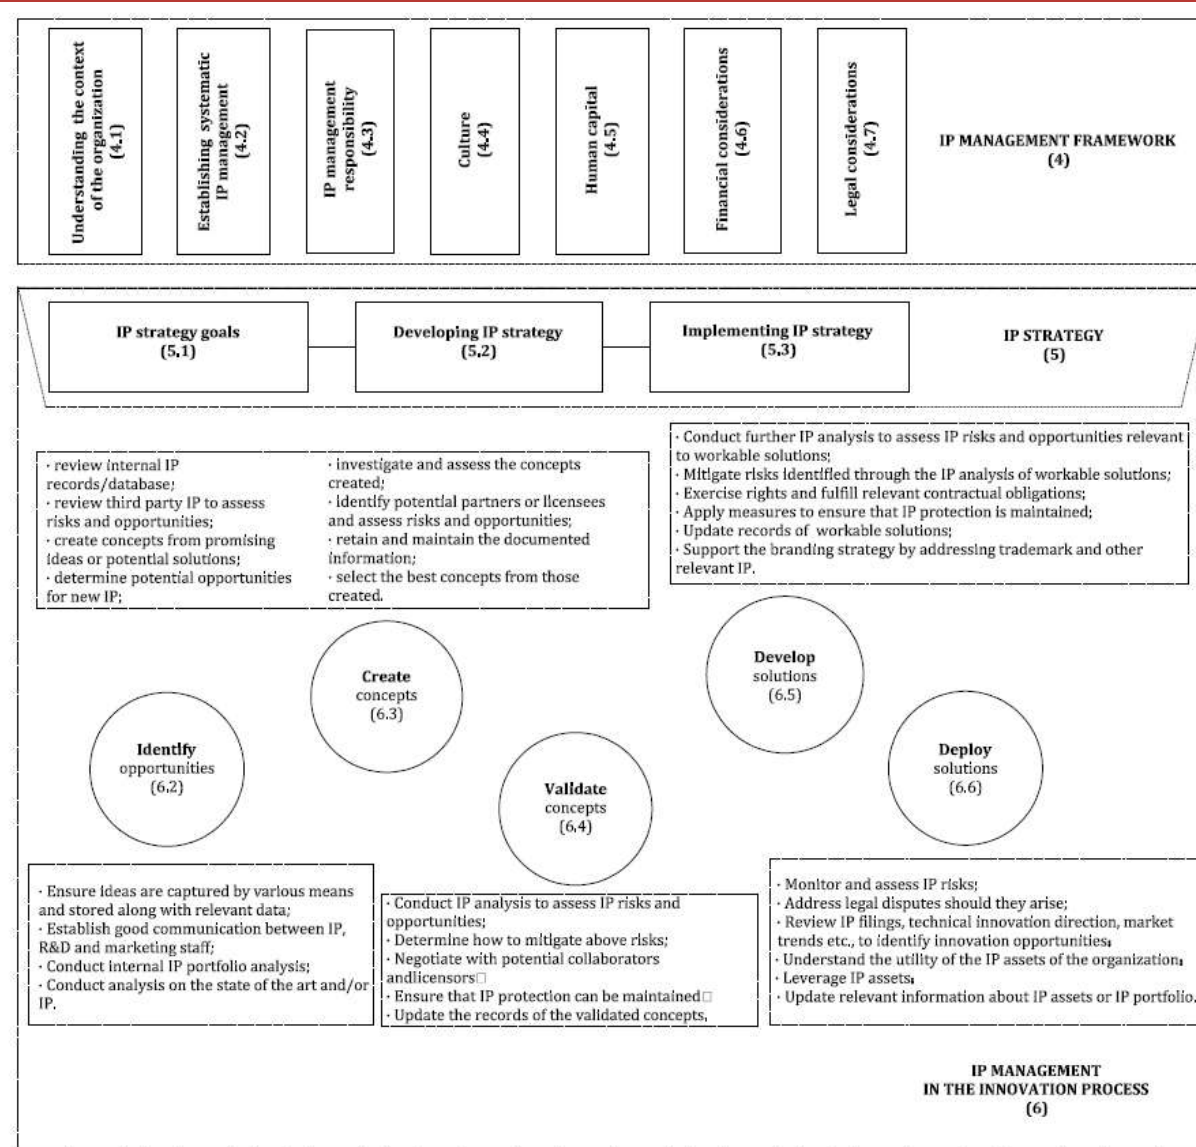 Understanding the context
of the organization
(4.1)
Establishing systematic
IP management
(4.2)
IP management
responsibility
(4.3)
Culture
(4.4)
Human capital
(4.5)
Financial considerations
(4.6)
Legal considerations
(4.7)
IP MANAGEMENT FRAMEWORK
(4)
IP strategy goals
(5.1)
Developing IP strategy
(5.2)
Implementing IP strategy
(5.3)
IP STRATEGY
(5)
· review internal IP
records/database;
· review third party IP to assess
risks and opportunities;
· create concepts from promising
ideas or potential solutions;
· determine potential opportunities
for new IP;
· investigate and assess the concepts
created;
· identify potential partners or licensees
and assess risks and opportunities;
· retain and maintain the documented
information;
· select the best concepts from those
created.
· Conduct further IP analysis to assess IP risks and opportunities relevant
to workable solutions;
· Mitigate risks identified through the IP analysis of workable solutions;
· Exercise rights and fulfill relevant contractual obligations;
· Apply measures to ensure that IP protection is maintained;
· Update records of workable solutions;
· Support the branding strategy by addressing trademark and other
relevant IP.
Identify
opportunities
(6.2)
Create
concepts
(6.3)
Validate
concepts
(6.4)
Develop
solutions
(6.5)
Deploy
solutions
(6.6)
· Ensure ideas are captured by various means
and stored along with relevant data;
· Establish good communication between IP,
R&D and marketing staff;
· Conduct internal IP portfolio analysis;
· Conduct analysis on the state of the art and/or
IP.
· Conduct IP analysis to assess IP risks and
opportunities;
· Determine how to mitigate above risks;
· Negotiate with potential collaborators
andlicensors□
· Ensure that IP protection can be maintained□
· Update the records of the validated concepts.
· Monitor and assess IP risks;
· Address legal disputes should they arise;
· Review IP filings, technical innovation direction, market
trends etc., to identify innovation opportunities;
· Understand the utility of the IP assets of the organization;
· Leverage IP assets;
· Update relevant information about IP assets or IP portfolio.
IP MANAGEMENT
IN THE INNOVATION PROCESS
(6)